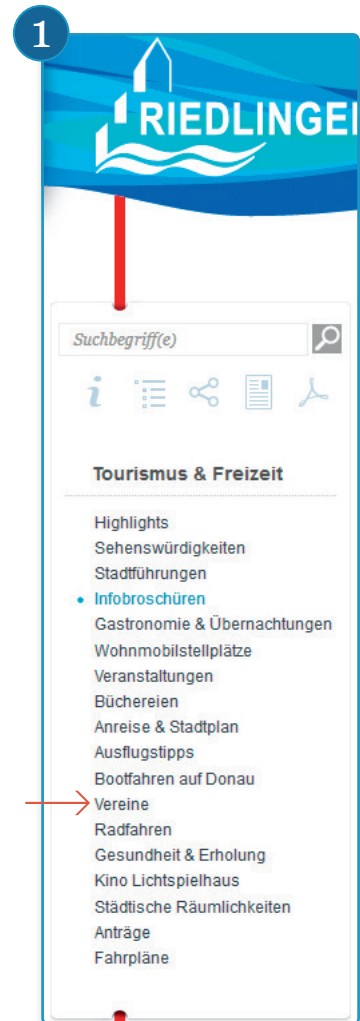 1
RIEDLINGE
Suchbegriff(e)
Tourismus & Freizeit
Highlights
Sehenswürdigkeiten
Stadtführungen
• Infobroschüren
Gastronomie & Übernachtungen
Wohnmobilstellplätze
Veranstaltungen
Büchereien
Anreise & Stadtplan
Ausflugstipps
Bootfahren auf Donau
Vereine
Radfahren
Gesundheit & Erholung
Kino Lichtspielhaus
Städtische Räumlichkeiten
Anträge
Fahrpläne